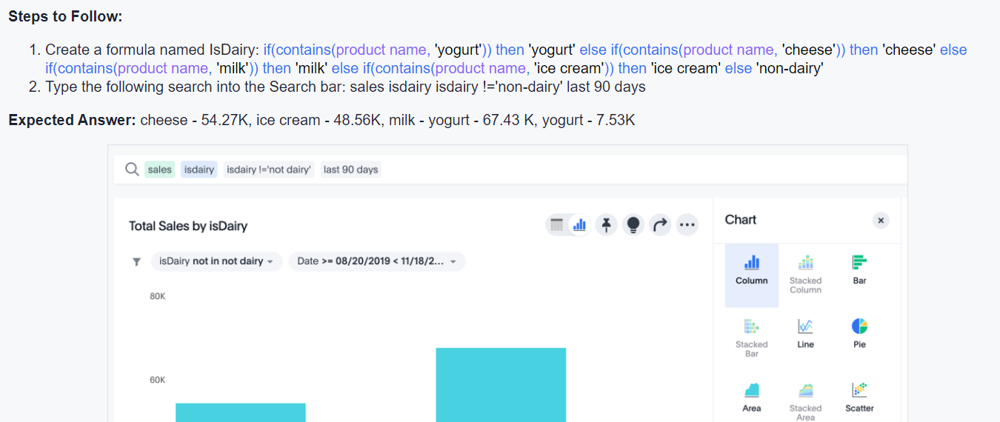 Steps to Follow:
1. Create a formula named IsDairy: if(contains(product name, 'yogurt')) then 'yogurt' else if(contains(product name, 'cheese')) then 'cheese' else
if(contains(product name, 'milk')) then 'milk' else if(contains(product name, 'ice cream')) then 'ice cream' else 'non-dairy'
2. Type the following search into the Search bar: sales isdairy isdairy !='non-dairy' last 90 days
Expected Answer: cheese - 54.27K, ice cream - 48.56K, milk - yogurt - 67.43 K, yogurt - 7.53K
sales isdairy isdairy !='not dairy' last 90 days
Total Sales by isDairy
Chart
isDairy not in not dairy
Date >= 08/20/2019 < 11/18/2...
Column
Stacked
Column
Bar
80K
Stacked
Bar
Line
Pie
60K
Area
Stacked
Area
Scatter